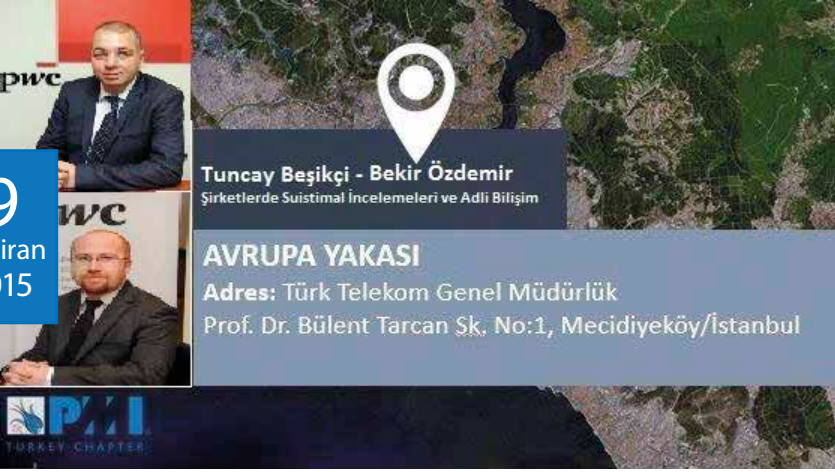 pwc
9
iran
015
wc
Tuncay Beşikçi - Bekir Özdemir
Şirketlerde Suistimal İncelemeleri ve Adli Bilişim
AVRUPA YAKASI
Adres: Türk Telekom Genel Müdürlük
Prof. Dr. Bülent Tarcan Sk. No:1, Mecidiyeköy/İstanbul
PMI
TURKEY CHAPTER